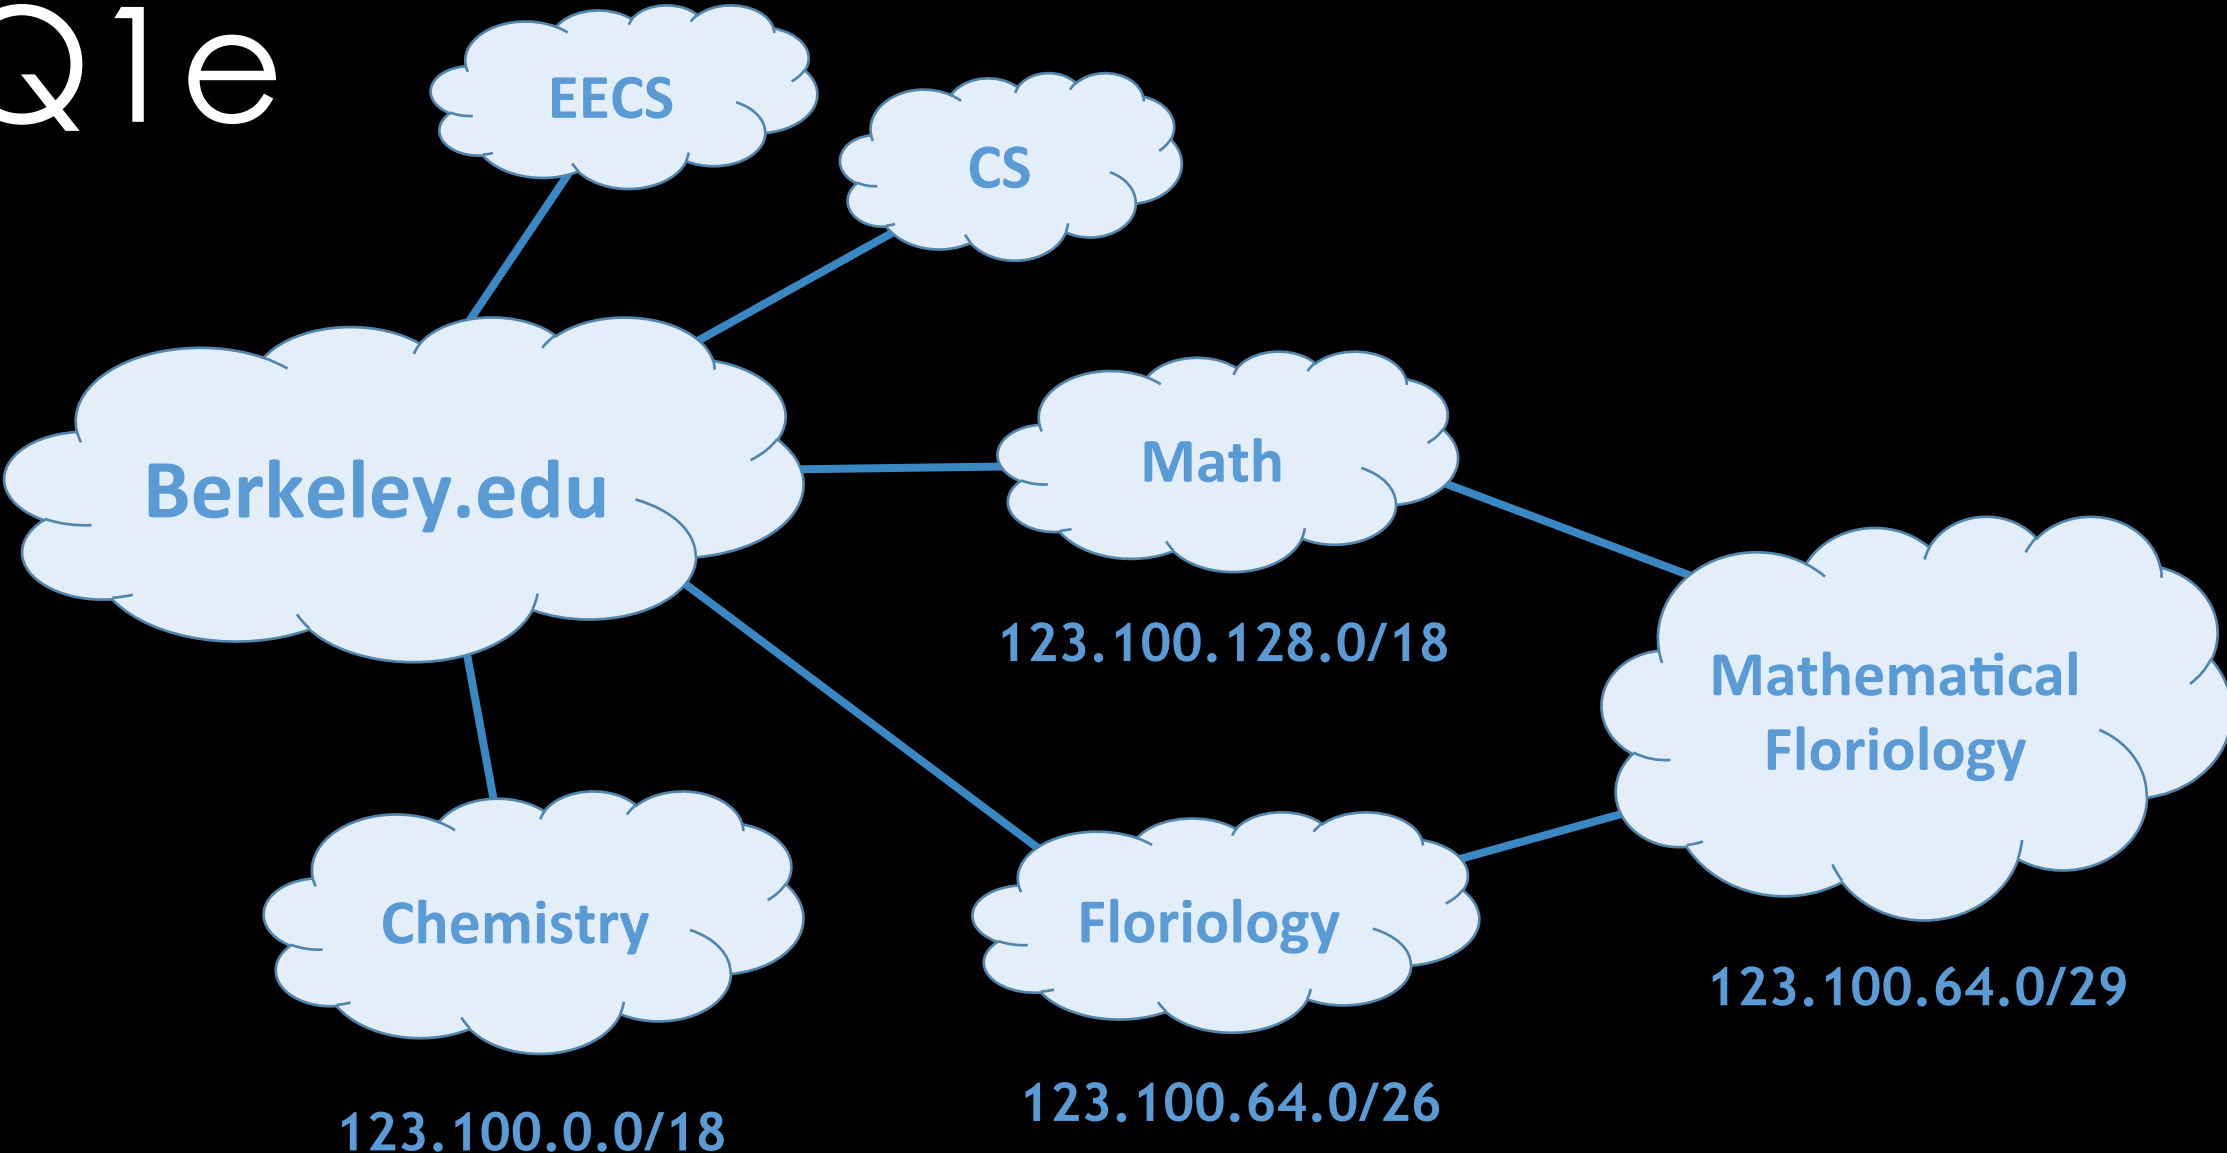 Q1e
EECS
CS
Berkeley.edu
Math
123.100.128.0/18
Mathematical
Floriology
123.100.64.0/29
Chemistry
123.100.0.0/18
Floriology
123.100.64.0/26